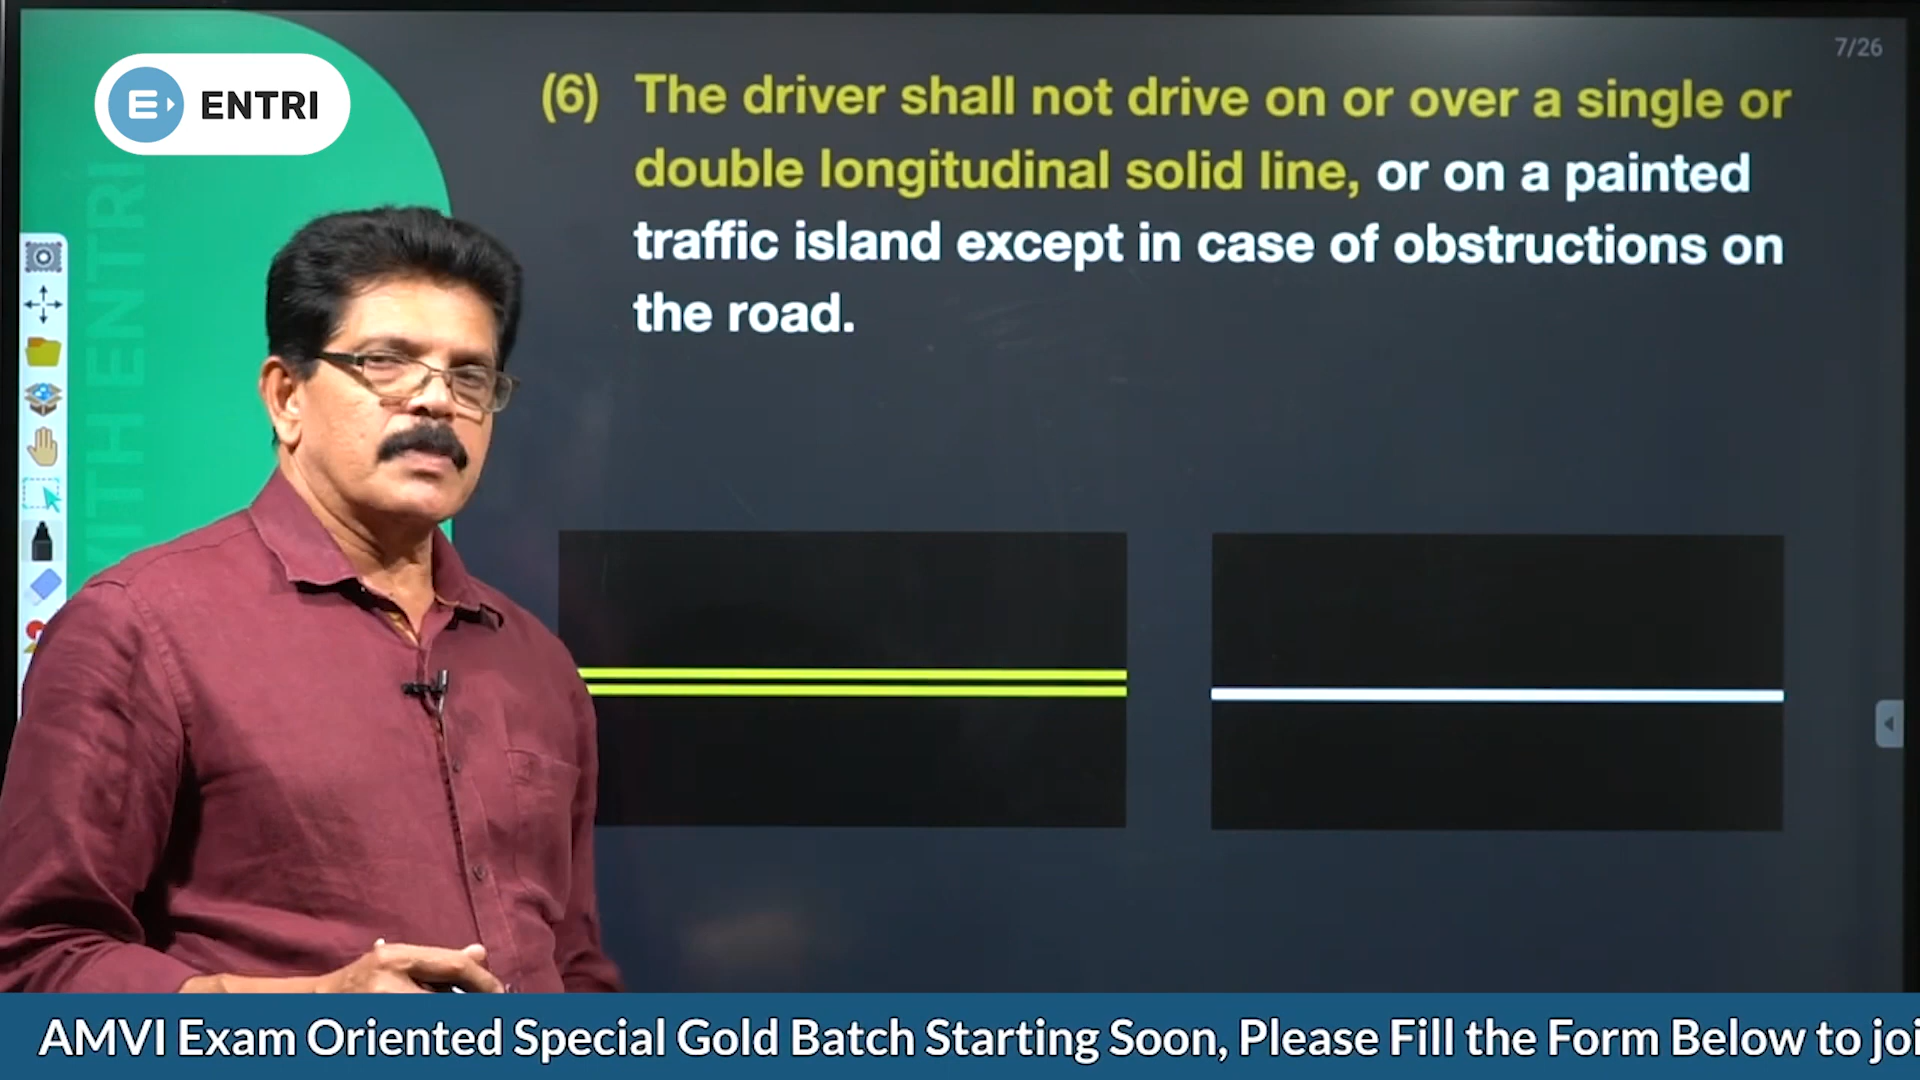 7/26
ENTRI
(6) The driver shall not drive on or over a single or
double longitudinal solid line, or on a painted
traffic island except in case of obstructions on
the road.
WITH ENTRI
AMVI Exam Oriented Special Gold Batch Starting Soon, Please Fill the Form Below to joi